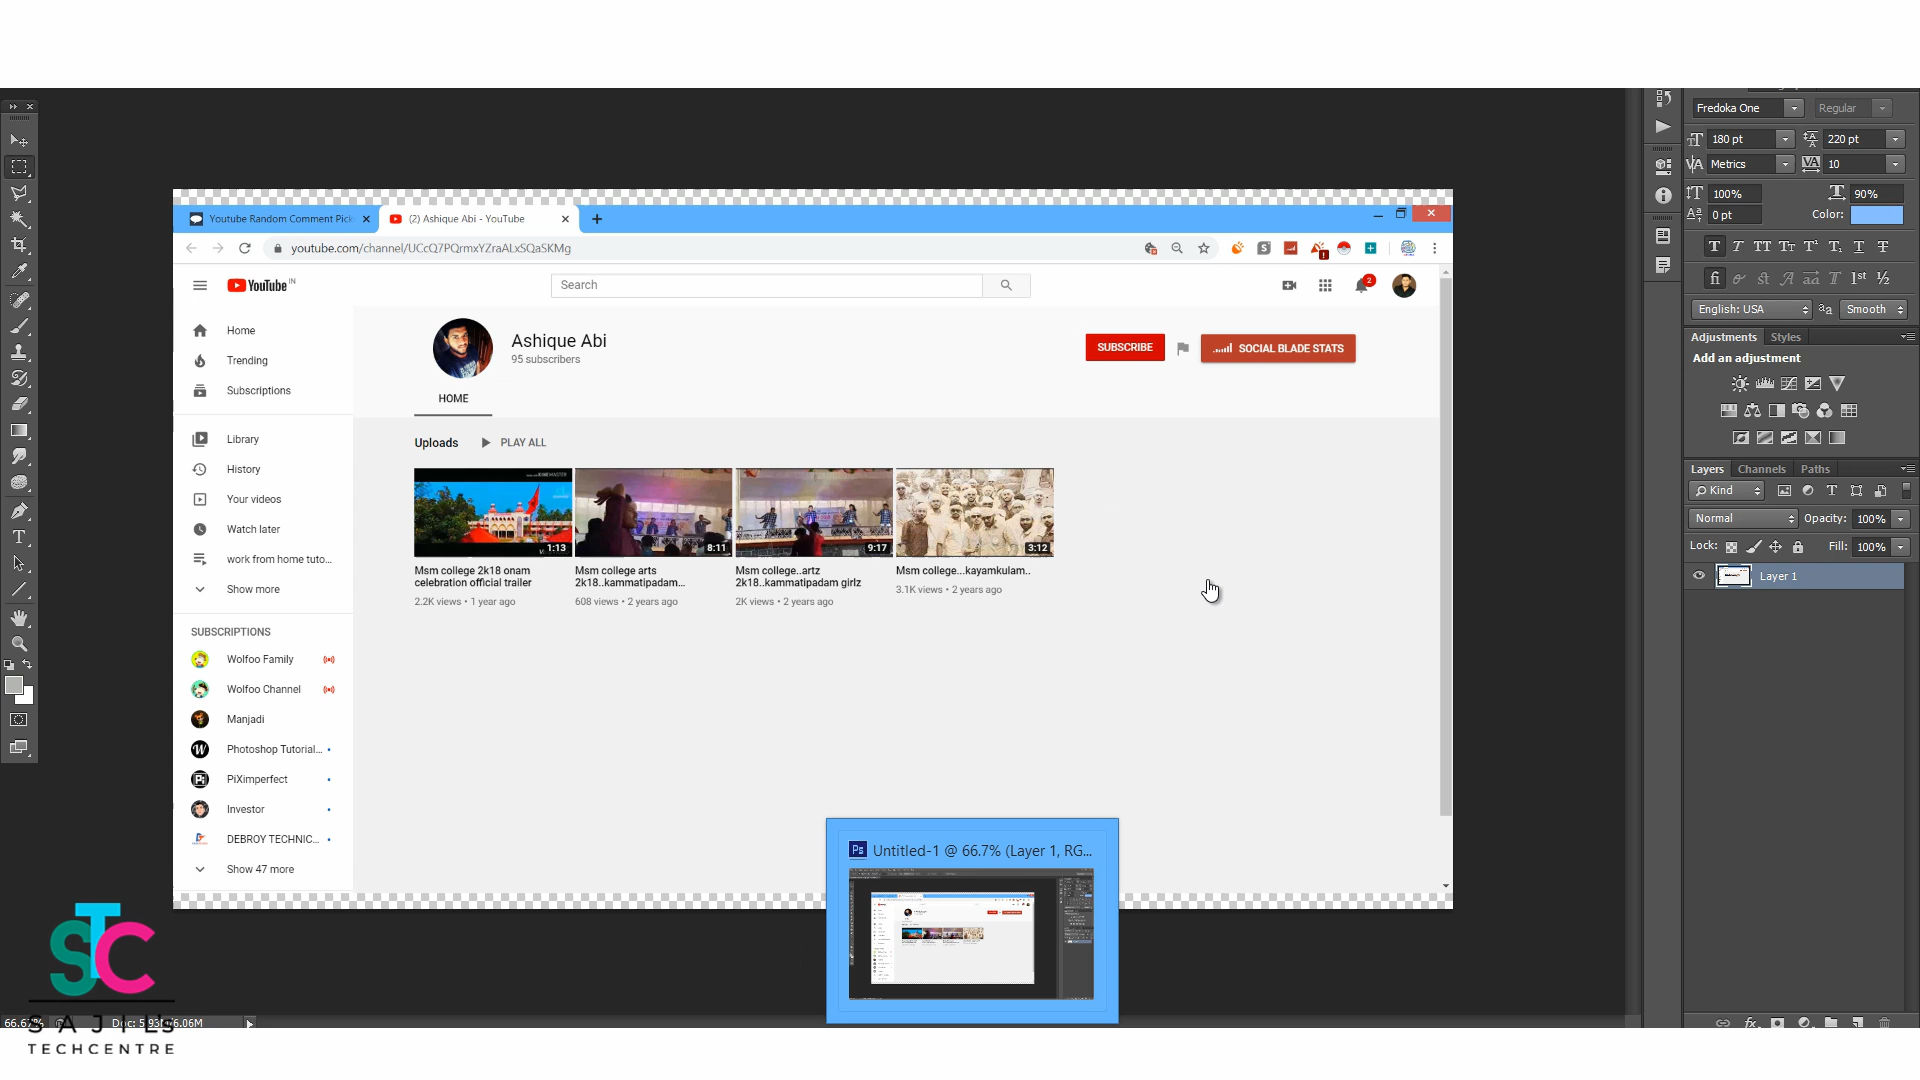 Youtube Random Comment Pick
(2) Ashique Abi - YouTube
youtube.com/channel/UCcQ7PQrmxYZraALxSQaSKMg
YouTube IN
Search
2
Home
Trending
Subscriptions
Library
History
Your videos
Watch later
work from home tuto...
Show more
SUBSCRIPTIONS
Wolfoo Family
Wolfoo Channel
Manjadi
Photoshop Tutorial...
PiXimperfect
Investor
DEBROY TECHNIC...
Show 47 more
Ashique Abi
95 subscribers
SUBSCRIBE
SOCIAL BLADE STATS
HOME
Uploads
PLAY ALL
1:13
8:11
9:17
3:12
Msm college 2k18 onam
celebration official trailer
2.2K views • 1 year ago
Msm college arts
2k18..kammatipadam...
608 views • 2 years ago
Msm college..artz
2k18..kammatipadam girlz
2K views • 2 years ago
Msm college...kayamkulam..
3.1K views • 2 years ago
Ps Untitled-1 @ 66.7% (Layer 1, RG...
Fredoka One
Regular
180 pt
220 pt
Metrics
10
100%
90%
0 pt
Color:
English: USA
Smooth
Adjustments
Styles
Add an adjustment
Layers
Channels
Paths
Kind
Normal
Opacity: 100%
Lock:
Fill: 100%
Layer 1
STC
SAJIL's
TECHCENTRE